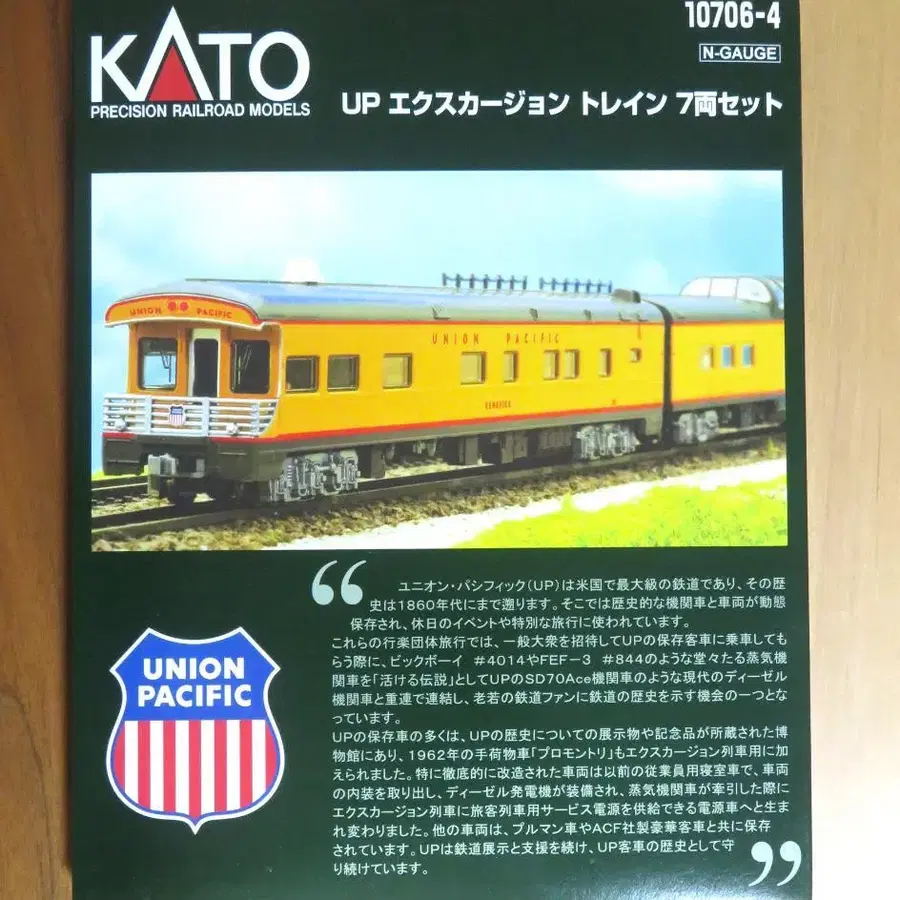 10706-4
KATO
N-GAUGE
PRECISION RAILROAD MODELS
UP エクスカージョン トレイン 7両セット
UNION PACIFIC
UNION PACIFIC
KENEFICK
“
ユニオン・パシフィック(UP)は米国で最大級の鉄道であり、その歴
史は1860年代にまで遡ります。そこでは歴史的な機関車と車両が動態
保存され、休日のイベントや特別な旅行に使われています。
これらの行楽団体旅行では、一般大衆を招待してUPの保存客車に乗車しても
らう際に、ビックボーイ #4014やFEF-3 #844のような堂々たる蒸気機
関車を「活ける伝説」としてUPのSD70Ace機関車のような現代のディーゼル
機関車と重連で連結し、老若の鉄道ファンに鉄道の歴史を示す機会の一つとな
っています。
UPの保存車の多くは、UPの歴史についての展示物や記念品が所蔵された博
物館にあり、1962年の手荷物車「プロモントリ」もエクスカージョン列車用に加
えられました。特に徹底的に改造された車両は以前の従業員用寝室車で、車両
の内装を取り出し、ディーゼル発電機が装備され、蒸気機関車が牽引した際に
エクスカージョン列車に旅客列車用サービス電源を供給できる電源車へと生ま
れ変わりました。他の車両は、プルマン車やACF社製豪華客車と共に保存
されています。UPは鉄道展示と支援を続け、UP客車の歴史として守
り続けています。
”
UNION
PACIFIC